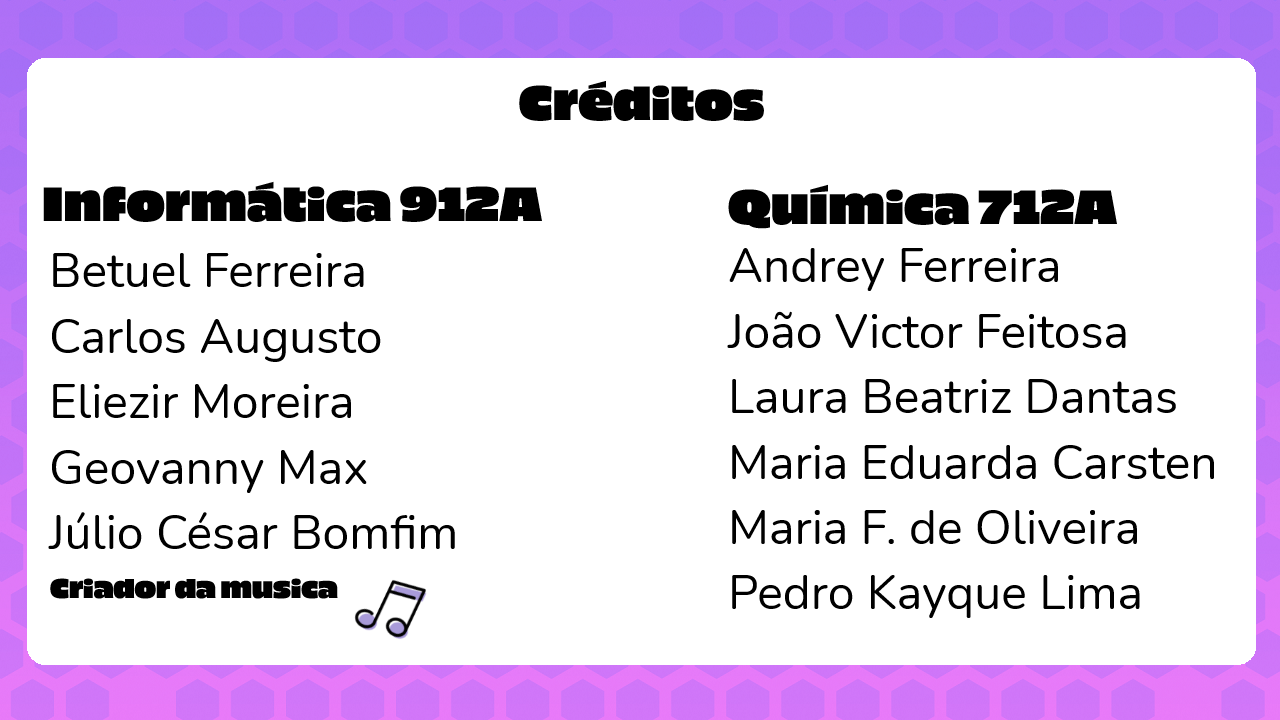 Créditos
Informática 912A
Betuel Ferreira
Carlos Augusto
Eliezir Moreira
Geovanny Max
Júlio César Bomfim
Criador da musica
Química 712A
Andrey Ferreira
João Victor Feitosa
Laura Beatriz Dantas
Maria Eduarda Carsten
Maria F. de Oliveira
Pedro Kayque Lima